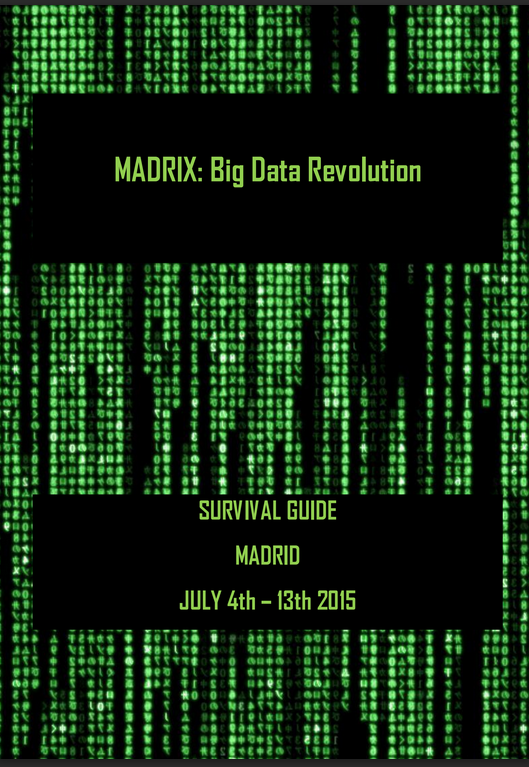 MADRIX: Big Data Revolution
SURVIVAL GUIDE
MADRID
JULY 4th – 13th 2015